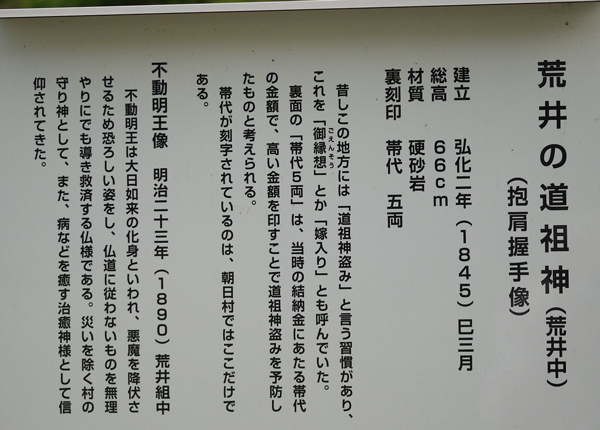 荒井の道祖神(荒井中)
(抱肩握手像)
建立 弘化二年(1845)巳三月
総高 66cm
材質 硬砂岩
裏刻印 帯代 五両
昔しこの地方には「道祖神盗み」と言う習慣があり、
これを「御縁想」とか「嫁入り」とも呼んでいた。
ごえんそう
裏面の「帯代5両」は、当時の結納金にあたる帯代
の金額で、高い金額を印すことで道祖神盗みを予防し
たものと考えられる。
帯代が刻字されているのは、朝日村ではここだけで
ある。
不動明王像 明治二十三年(1890)荒井組中
不動明王は大日如来の化身といわれ、悪魔を降伏さ
せるため恐ろしい姿をし、仏道に従わないものを無理
やりにでも導き救済する仏様である。災いを除く村の
守り神として、また、病などを癒す治癒神様として信
仰されてきた。